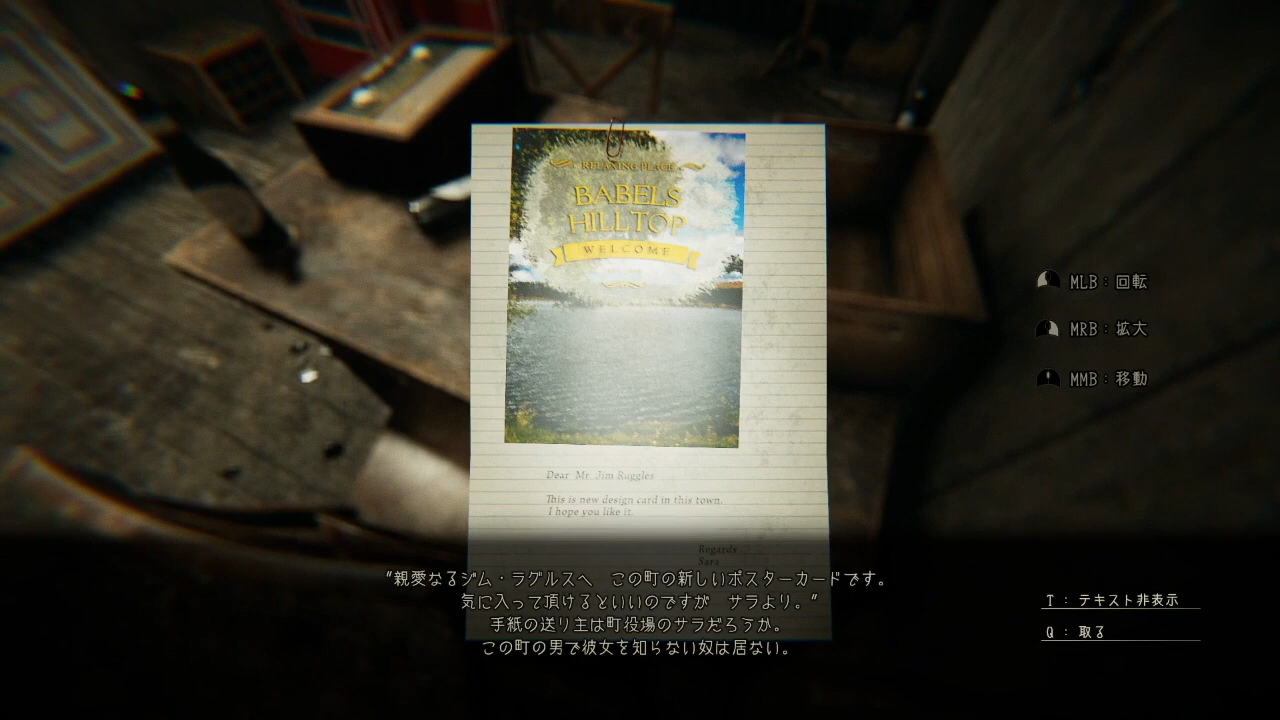 RELAXING PLACE
BABELS
HILLTOP
WELCOME
Dear Mr. Jim Ruggles
This is new design card in this town.
I hope you like it.
Regards
Sara
MLB : 回転
MRB : 拡大
MMB : 移動
"親愛なるジム・ラグルスへ　この町の新しいポスターカードです。
気に入って頂けるといいのですが　サラより。"
手紙の送り主は町役場のサラだろうか。
この町の男で彼女を知らない奴は居ない。
T : テキスト非表示
Q : 取る